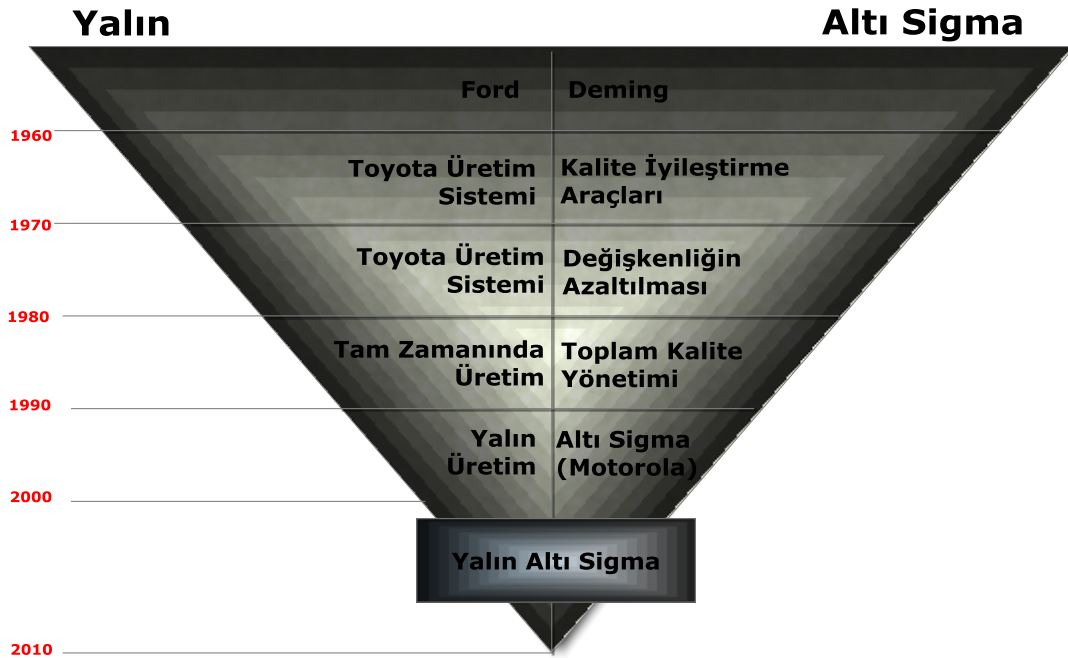 Yalın
Altı Sigma
Ford
Deming
1960
Toyota Üretim
Sistemi
Kalite İyileştirme
Araçları
1970
Toyota Üretim
Sistemi
Değişkenliğin
Azaltılması
1980
Tam Zamanında
Üretim
Toplam Kalite
Yönetimi
1990
Yalın
Üretim
Altı Sigma
(Motorola)
2000
Yalın Altı Sigma
2010